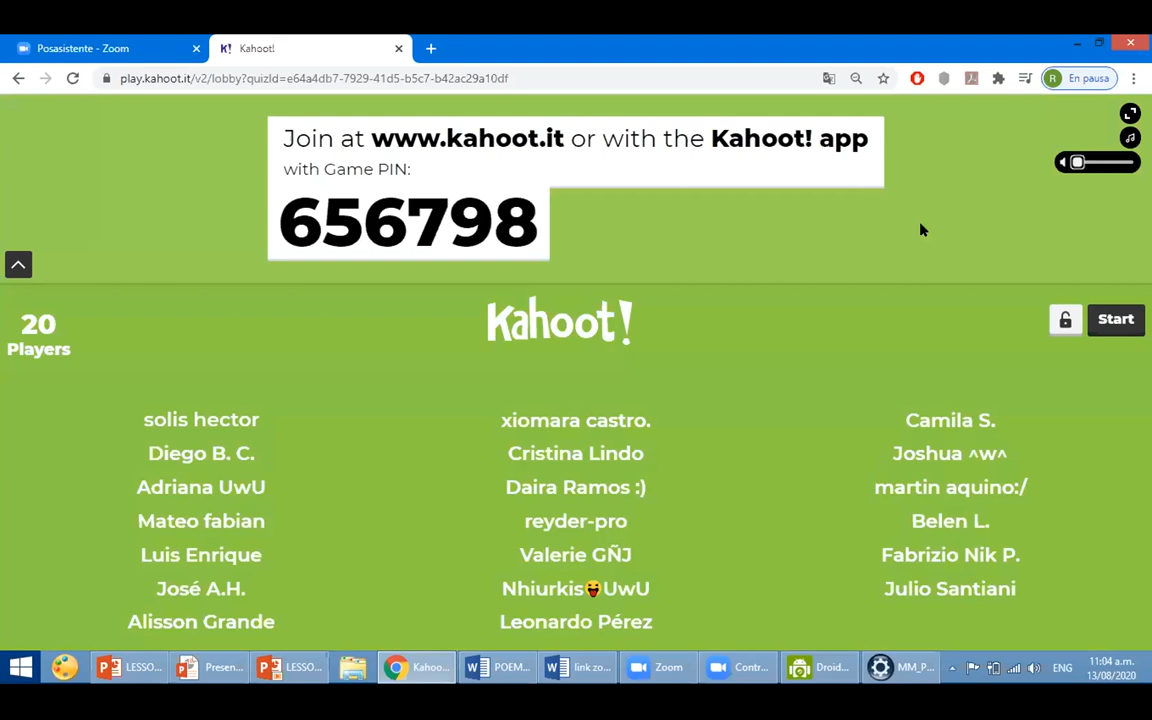 Posasistente - Zoom
K! Kahoot!
play.kahoot.it/v2/lobby?quizId=e64a4db7-7929-41d5-b5c7-b42ac29a10df
R En pausa
Join at www.kahoot.it or with the Kahoot! app
with Game PIN:
656798
20
Players
Kahoot!
Start
solis hector
xiomara castro.
Camila S.
Diego B. C.
Cristina Lindo
Joshua ^w^
Adriana UwU
Daira Ramos :)
martin aquino:/
Mateo fabian
reyder-pro
Belen L.
Luis Enrique
Valerie GÑJ
Fabrizio Nik P.
José A.H.
Nhiurkis😝UwU
Julio Santiani
Alisson Grande
Leonardo Pérez
LESSO...
Presen...
LESSO...
Kahoo...
POEM...
link zo...
Zoom
Contr...
Droid...
MM_P...
ENG
11:04 a.m.
13/08/2020